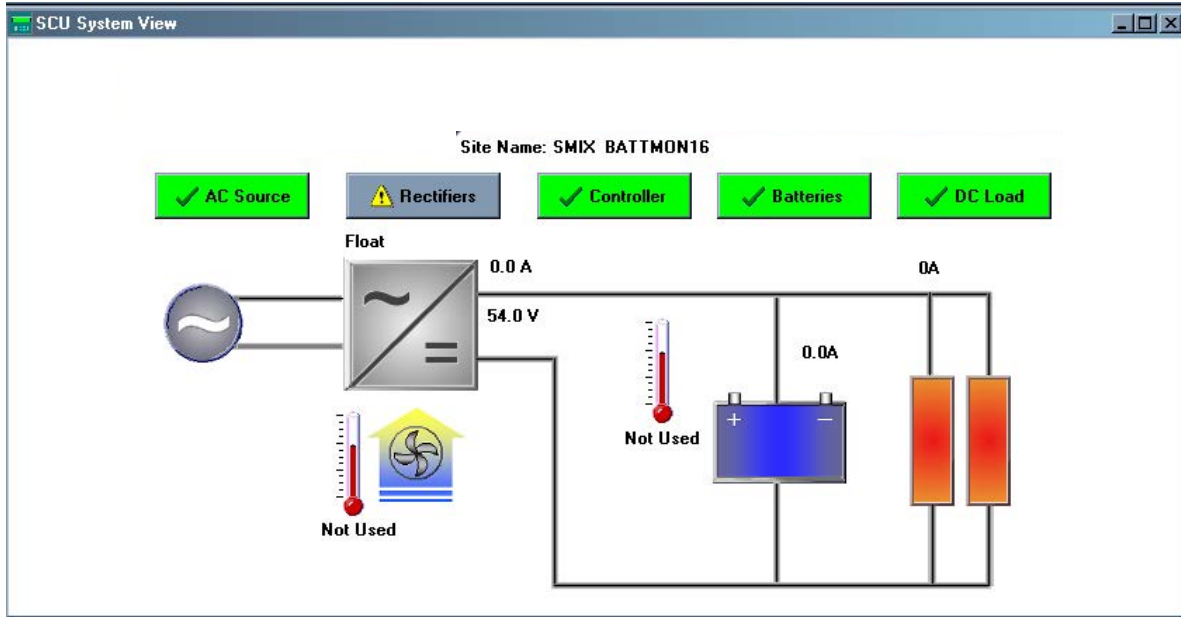 SCU System View
Site Name: SMIX BATTMON16
AC Source
Rectifiers
Controller
Batteries
DC Load
Float
0.0 A
0A
54.0 V
0.0A
Not Used
+ −
Not Used